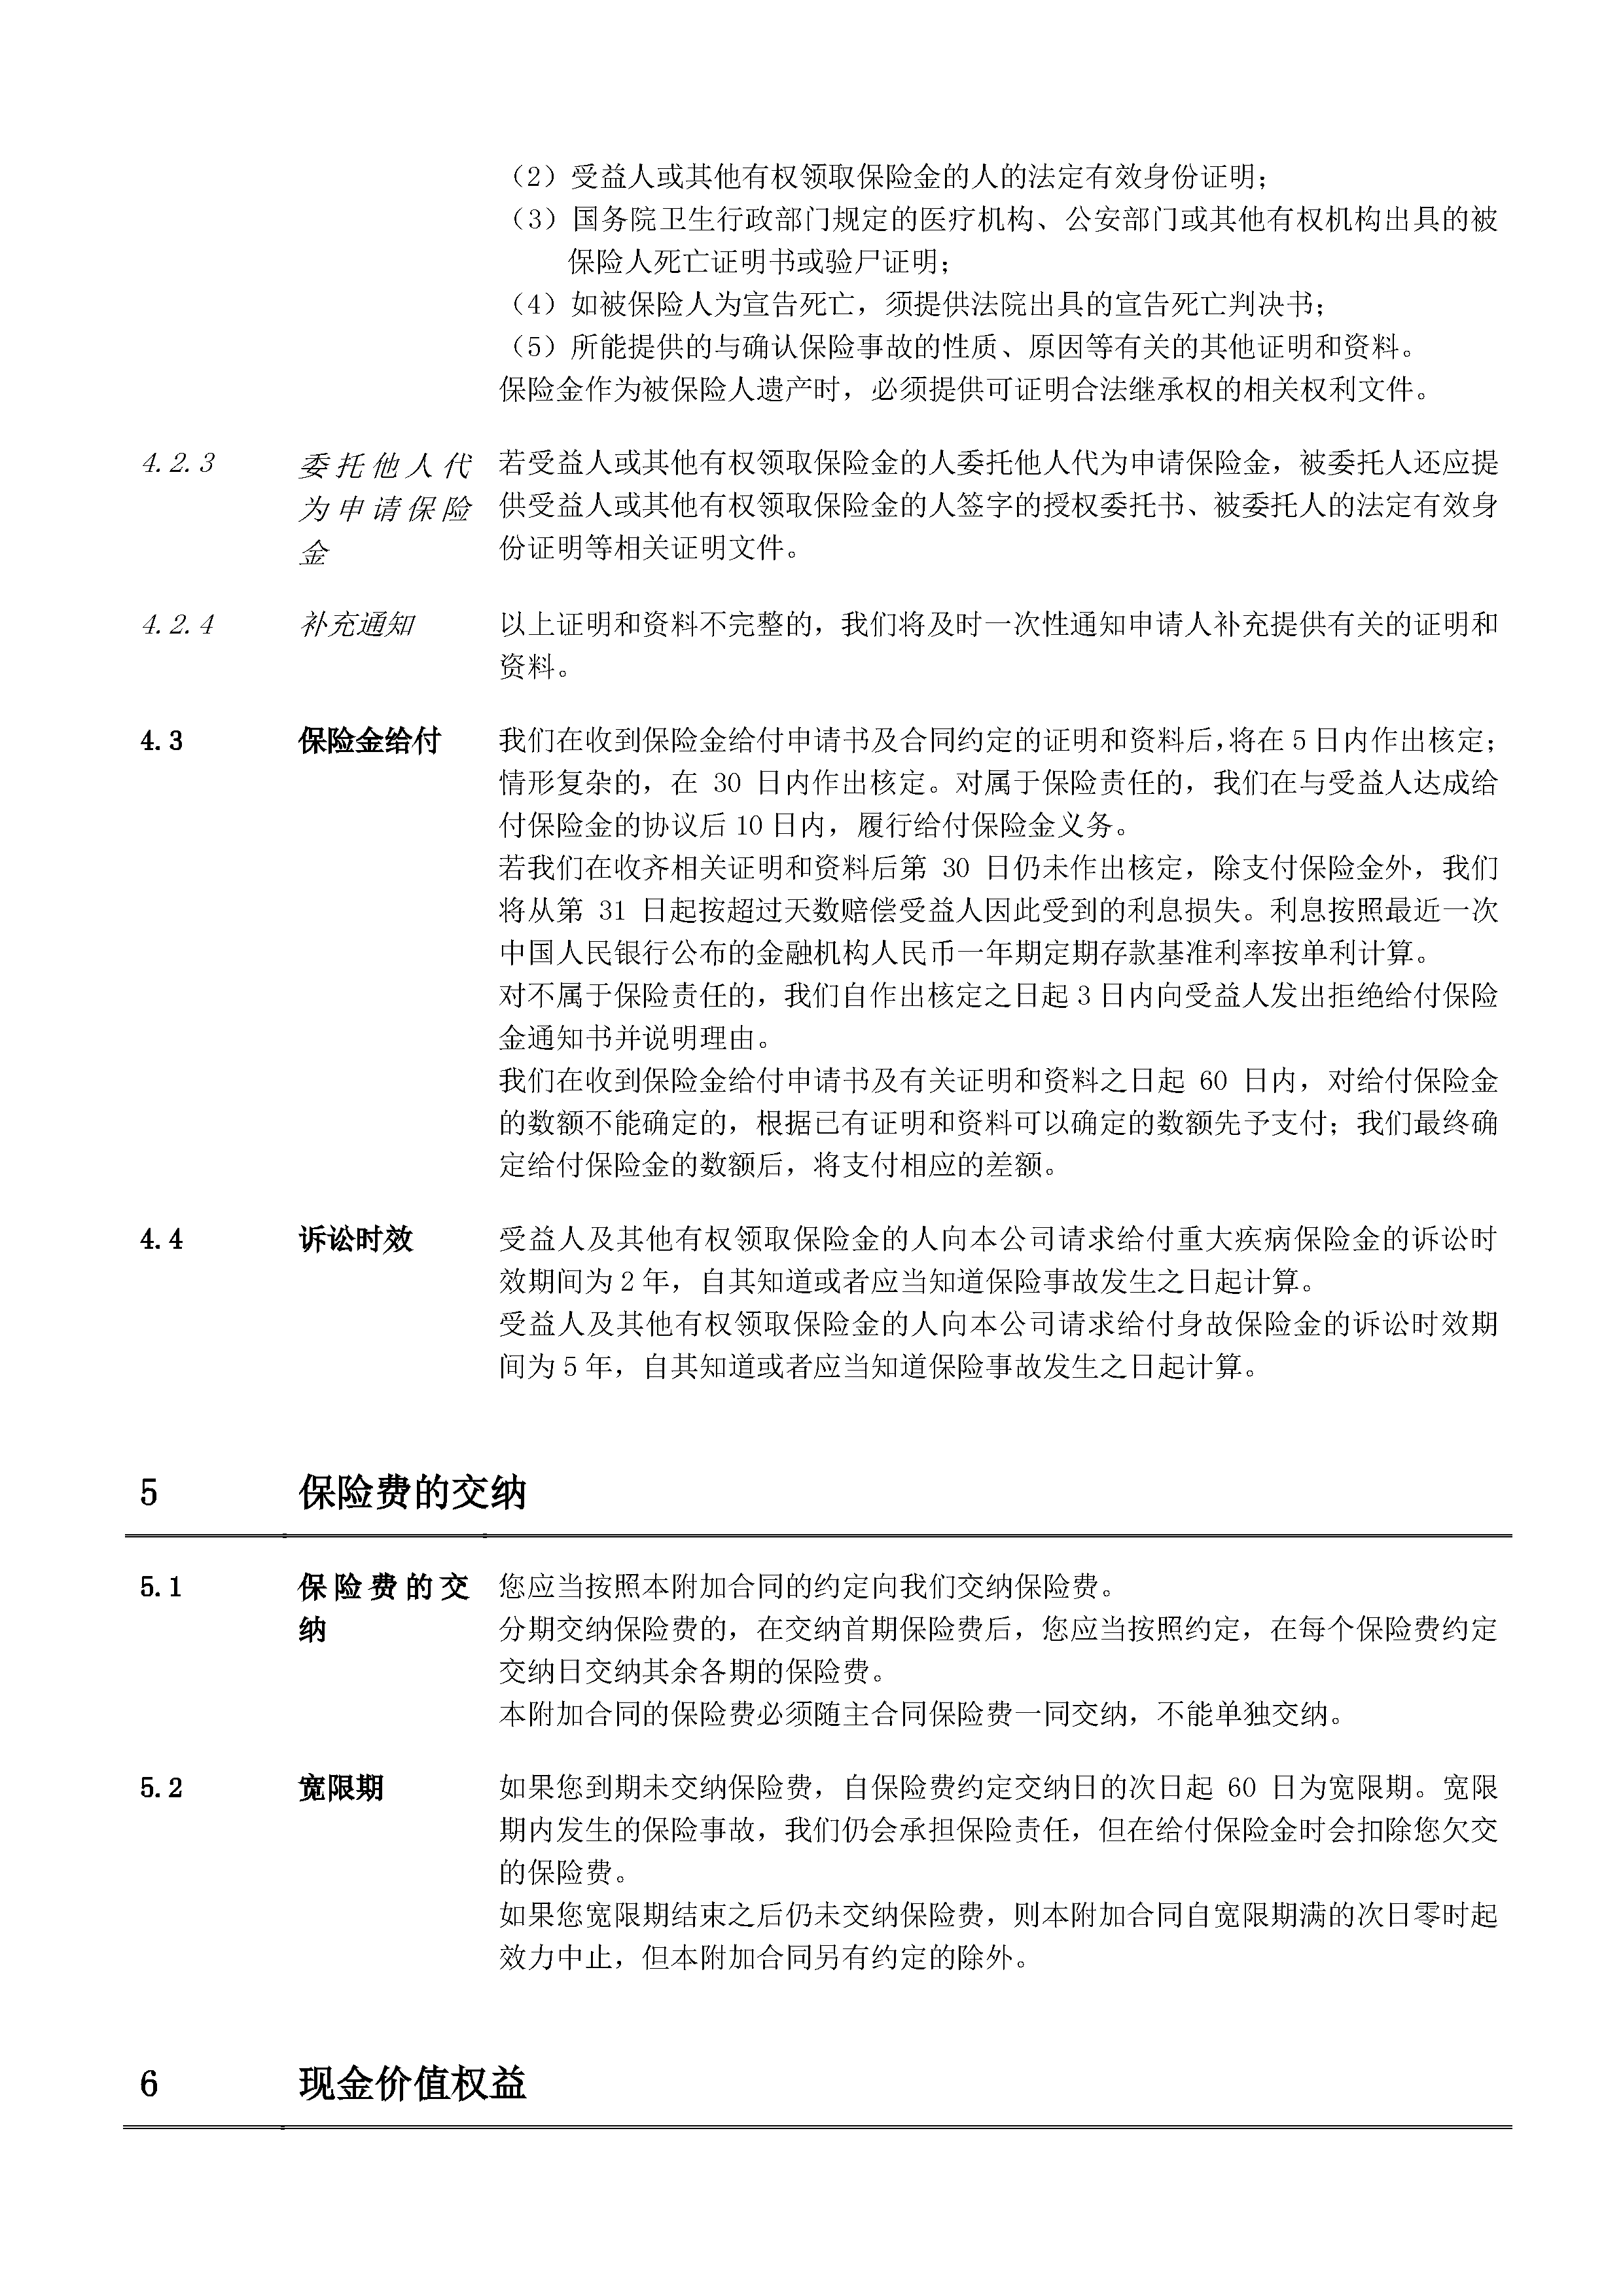 （2）受益人或其他有权领取保险金的人的法定有效身份证明；
（3）国务院卫生行政部门规定的医疗机构、公安部门或其他有权机构出具的被
保险人死亡证明书或验尸证明；
（4）如被保险人为宣告死亡，须提供法院出具的宣告死亡判决书；
（5）所能提供的与确认保险事故的性质、原因等有关的其他证明和资料。
保险金作为被保险人遗产时，必须提供可证明合法继承权的相关权利文件。
4.2.3 委托他人代 若受益人或其他有权领取保险金的人委托他人代为申请保险金，被委托人还应提
为申请保险 供受益人或其他有权领取保险金的人签字的授权委托书、被委托人的法定有效身
金 份证明等相关证明文件。
4.2.4 补充通知 以上证明和资料不完整的，我们将及时一次性通知申请人补充提供有关的证明和
资料。
4.3 保险金给付 我们在收到保险金给付申请书及合同约定的证明和资料后，将在 5 日内作出核定；
情形复杂的，在 30 日内作出核定。对属于保险责任的，我们在与受益人达成给
付保险金的协议后 10 日内，履行给付保险金义务。
若我们在收齐相关证明和资料后第 30 日仍未作出核定，除支付保险金外，我们
将从第 31 日起按超过天数赔偿受益人因此受到的利息损失。利息按照最近一次
中国人民银行公布的金融机构人民币一年期定期存款基准利率按单利计算。
对不属于保险责任的，我们自作出核定之日起 3 日内向受益人发出拒绝给付保险
金通知书并说明理由。
我们在收到保险金给付申请书及有关证明和资料之日起 60 日内，对给付保险金
的数额不能确定的，根据已有证明和资料可以确定的数额先予支付；我们最终确
定给付保险金的数额后，将支付相应的差额。
4.4 诉讼时效 受益人及其他有权领取保险金的人向本公司请求给付重大疾病保险金的诉讼时
效期间为 2 年，自其知道或者应当知道保险事故发生之日起计算。
受益人及其他有权领取保险金的人向本公司请求给付身故保险金的诉讼时效期
间为 5 年，自其知道或者应当知道保险事故发生之日起计算。
5 保险费的交纳
5.1 保险费的交 您应当按照本附加合同的约定向我们交纳保险费。
纳 分期交纳保险费的，在交纳首期保险费后，您应当按照约定，在每个保险费约定
交纳日交纳其余各期的保险费。
本附加合同的保险费必须随主合同保险费一同交纳，不能单独交纳。
5.2 宽限期 如果您到期未交纳保险费，自保险费约定交纳日的次日起 60 日为宽限期。宽限
期内发生的保险事故，我们仍会承担保险责任，但在给付保险金时会扣除您欠交
的保险费。
如果您宽限期结束之后仍未交纳保险费，则本附加合同自宽限期满的次日零时起
效力中止，但本附加合同另有约定的除外。
6 现金价值权益